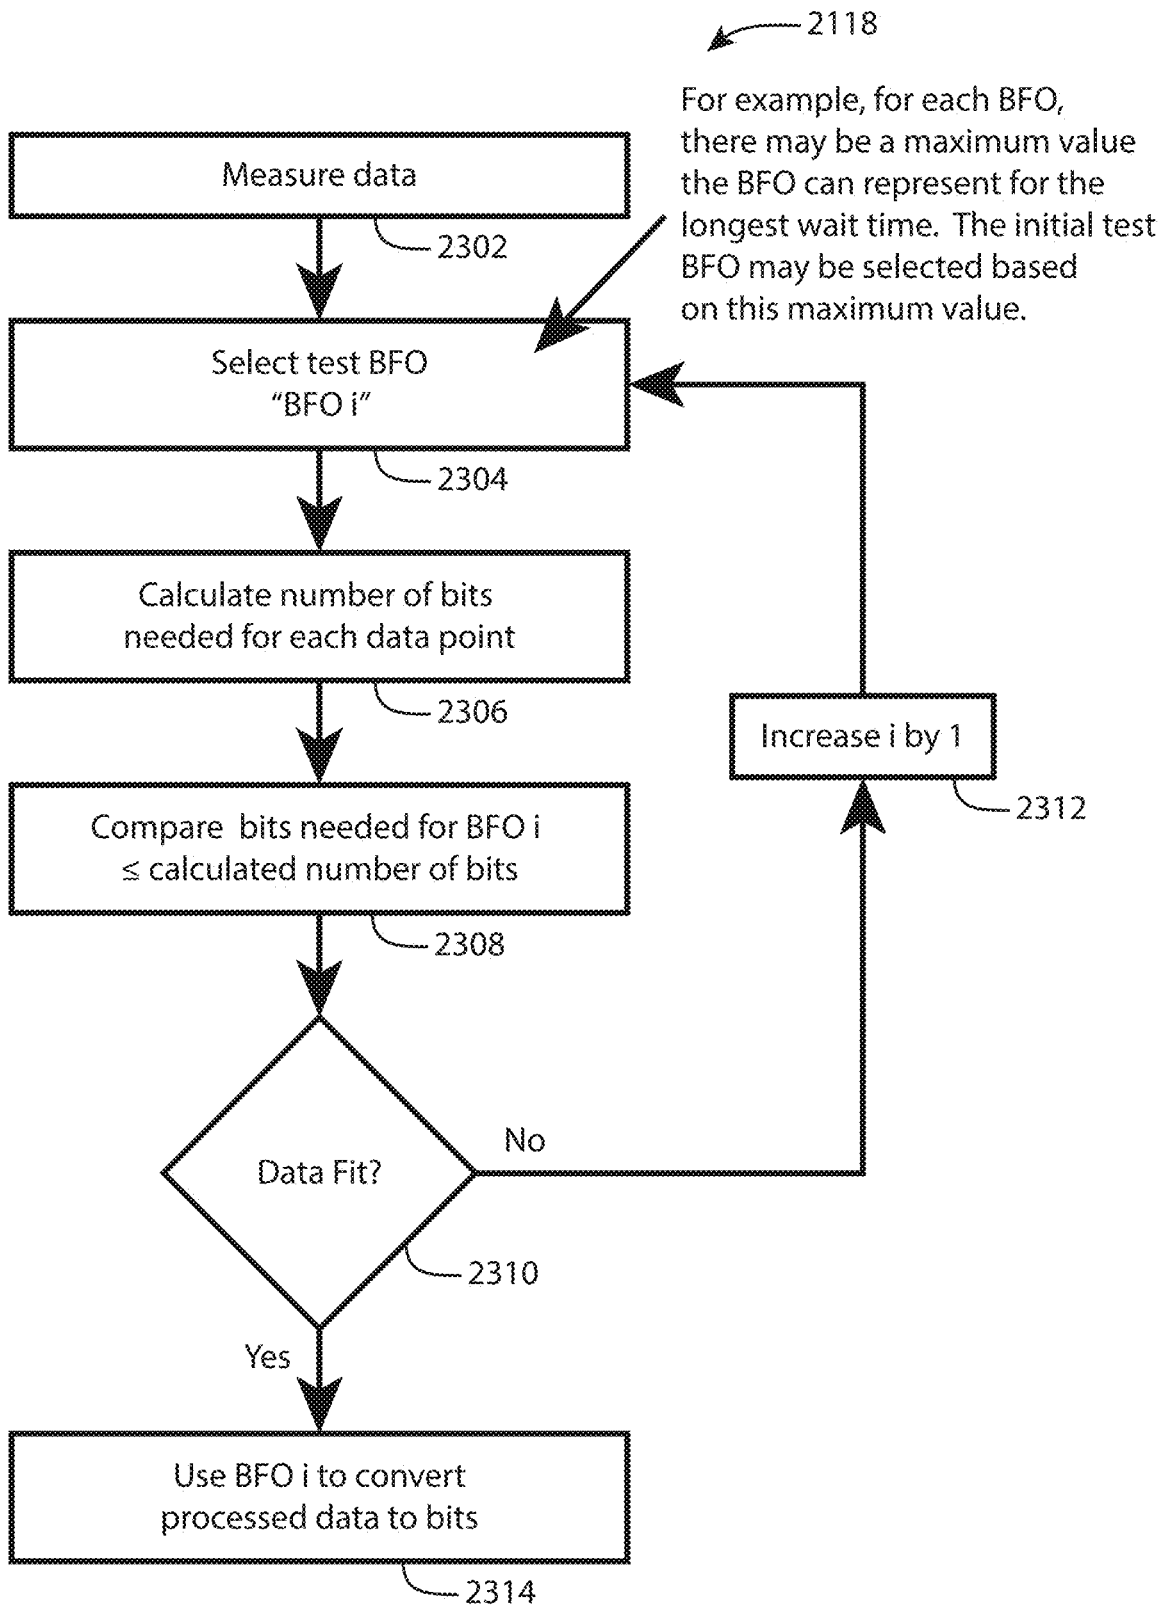 2118
For example, for each BFO,
there may be a maximum value
the BFO can represent for the
longest wait time. The initial test
BFO may be selected based
on this maximum value.
Measure data
2302
Select test BFO
“BFO i”
2304
Calculate number of bits
needed for each data point
2306
Increase i by 1
2312
Compare bits needed for BFO i
≤ calculated number of bits
2308
Data Fit?
No
2310
Yes
Use BFO i to convert
processed data to bits
2314